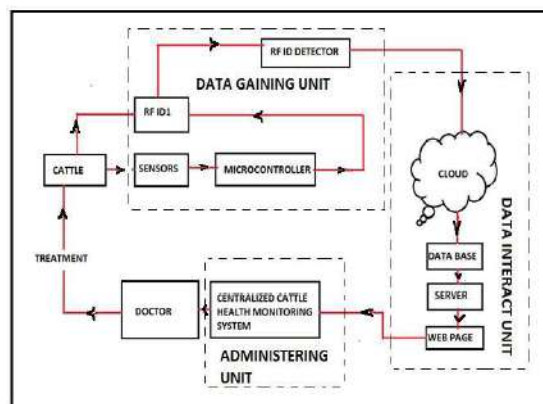 RF ID DETECTOR
DATA GAINING UNIT
RF ID1
CATTLE
SENSORS
MICROCONTROLLER
CLOUD
DATA INTERACT UNIT
DATA BASE
SERVER
WEB PAGE
TREATMENT
DOCTOR
CENTRALIZED CATTLE
HEALTH MONITORING
SYSTEM
ADMINISTERING
UNIT